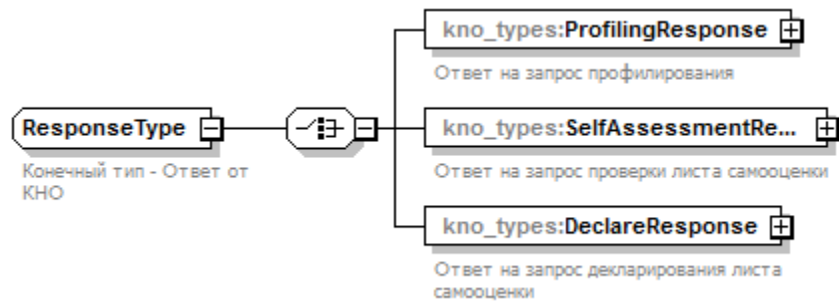 kno_types:ProfilingResponse
Ответ на запрос профилирования
ResponseType
Конечный тип - Ответ от
КНО
kno_types:SelfAssessmentRe...
Ответ на запрос проверки листа самооценки
kno_types:DeclareResponse
Ответ на запрос декларирования листа
самооценки